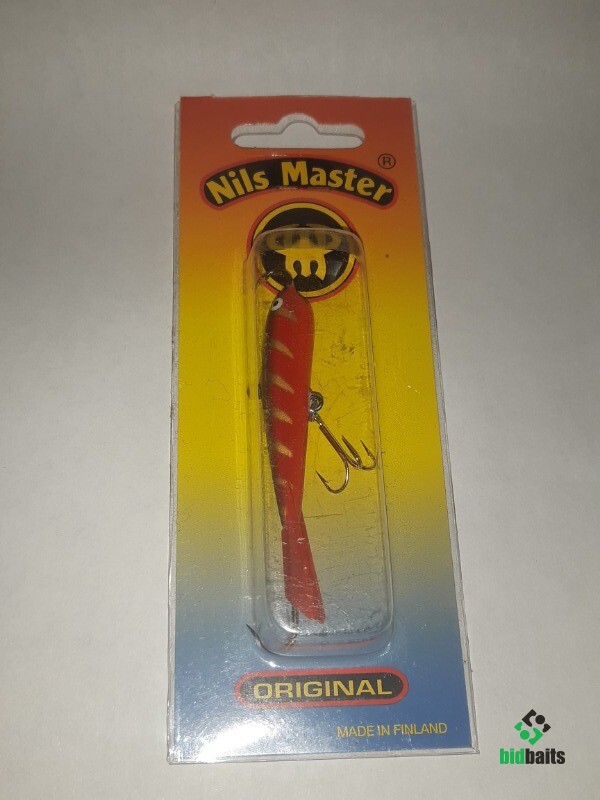 Nils Master
®
ORIGINAL
MADE IN FINLAND
bidbaits